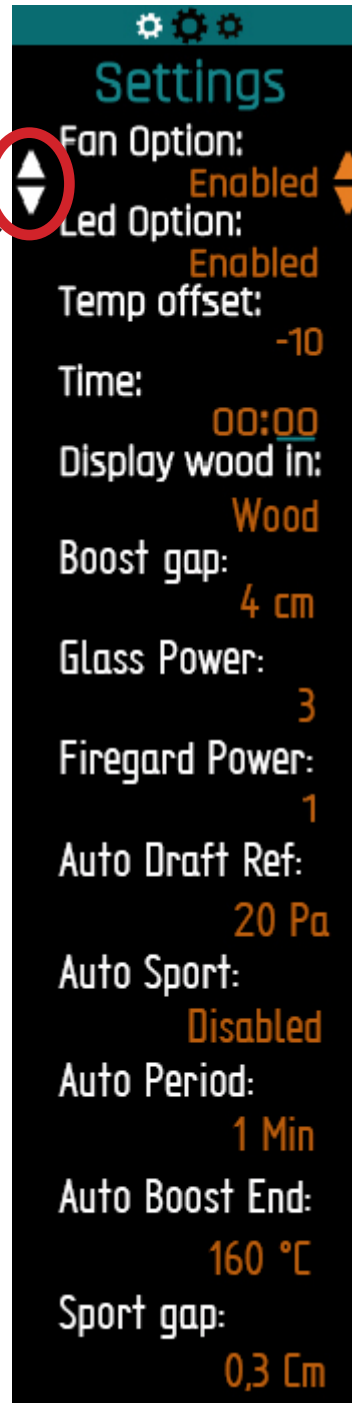 Settings
Fan Option:
Enabled
Led Option:
Enabled
Temp offset:
-10
Time:
00:00
Display wood in:
Wood
Boost gap:
4 cm
Glass Power:
3
Firegard Power:
1
Auto Draft Ref:
20 Pa
Auto Sport:
Disabled
Auto Period:
1 Min
Auto Boost End:
160 °C
Sport gap:
0,3 Cm